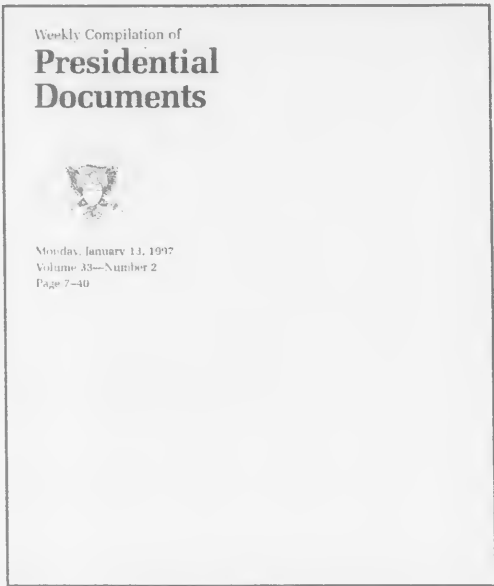 Weekly Compilation of
Presidential
Documents
Monday, January 13, 1997
Volume 33—Number 2
Page 7–40